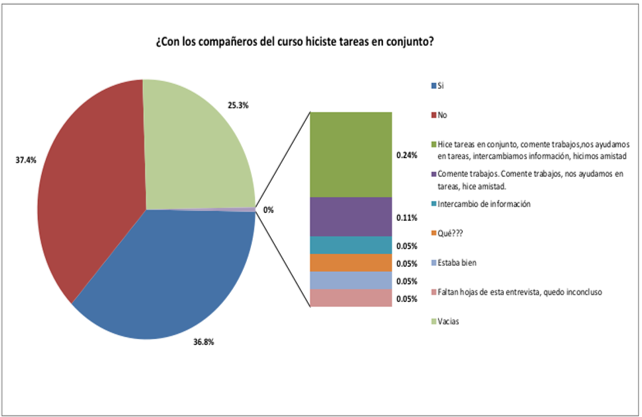 ¿Con los compañeros del curso hiciste tareas en conjunto?
25.3%
37.4%
0%
36.8%
0.24%
0.11%
0.05%
0.05%
0.05%
0.05%
Si
No
Hice tareas en conjunto, comente trabajos,nos ayudamos
en tareas, intercambiamos información, hicimos amistad
Comente trabajos. Comente trabajos, nos ayudamos en
tareas, hice amistad.
Intercambio de información
Qué???
Estaba bien
Faltan hojas de esta entrevista, quedo inconcluso
Vacias